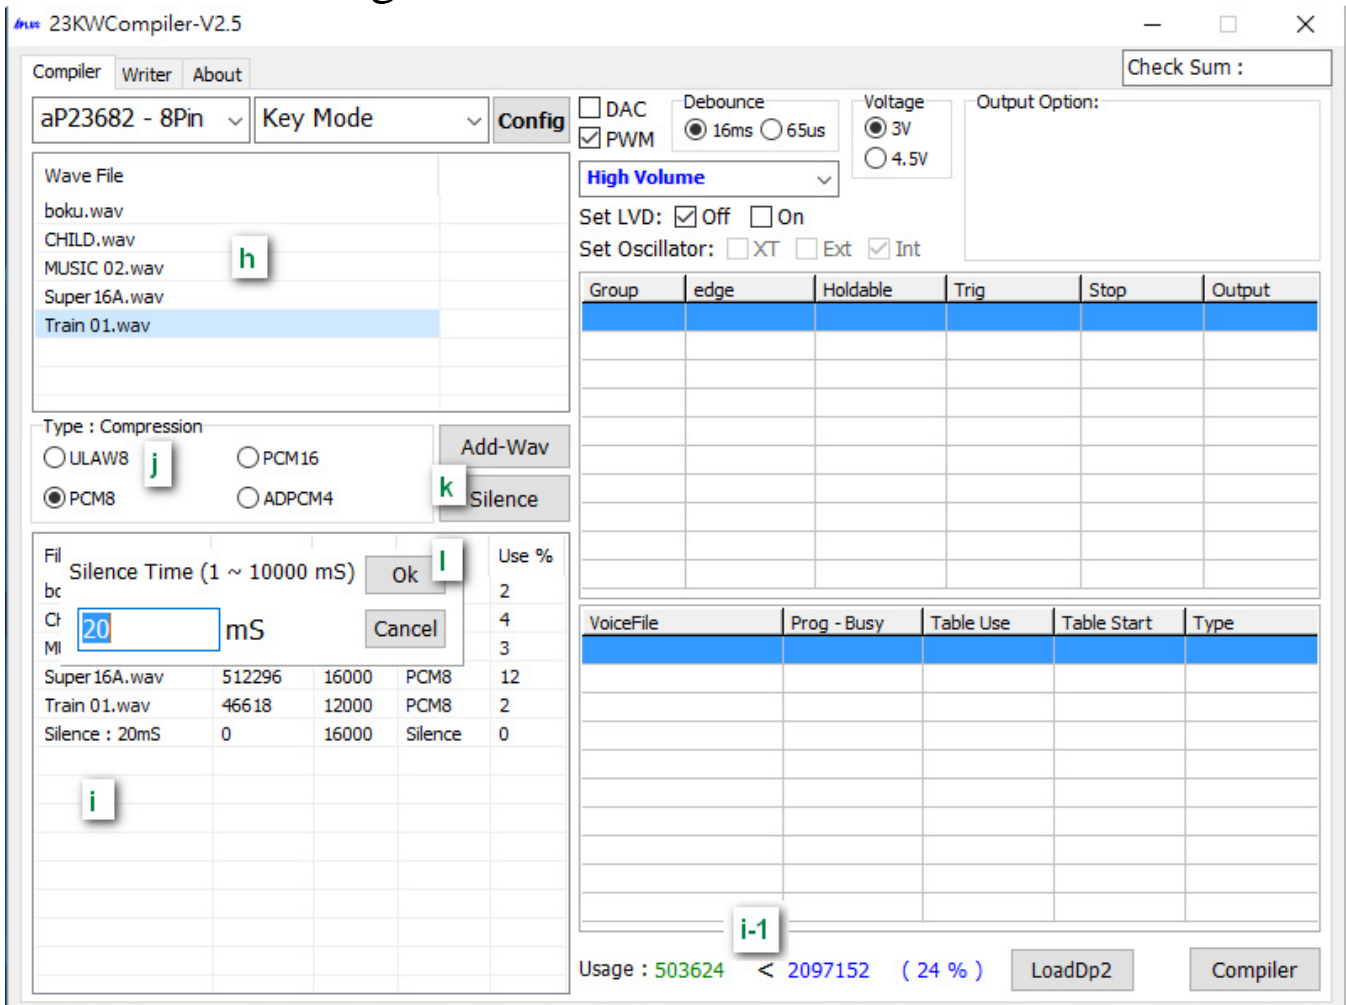 23KWCompiler-V2.5
Compiler Writer About
Check Sum :
aP23682 - 8Pin Key Mode Config
DAC
PWM
Debounce
16ms 65us
Voltage
3V
4.5V
Output Option:
High Volume
Set LVD: Off On
Set Oscillator: XT Ext Int
Wave File
boku.wav
CHILD.wav
MUSIC 02.wav
Super16A.wav
Train 01.wav
h
Group edge Holdable Trig Stop Output
Type : Compression
ULAW8 PCM16
PCM8 ADPCM4
j
Add-Wav
k
Silence
l
Use %
Silence Time (1 ~ 10000 mS) Ok
20 mS Cancel
2
4
3
Super16A.wav 512296 16000 PCM8 12
Train 01.wav 46618 12000 PCM8 2
Silence : 20mS 0 16000 Silence 0
i
VoiceFile Prog - Busy Table Use Table Start Type
i-1
Usage : 503624 < 2097152 ( 24 % ) LoadDp2 Compiler